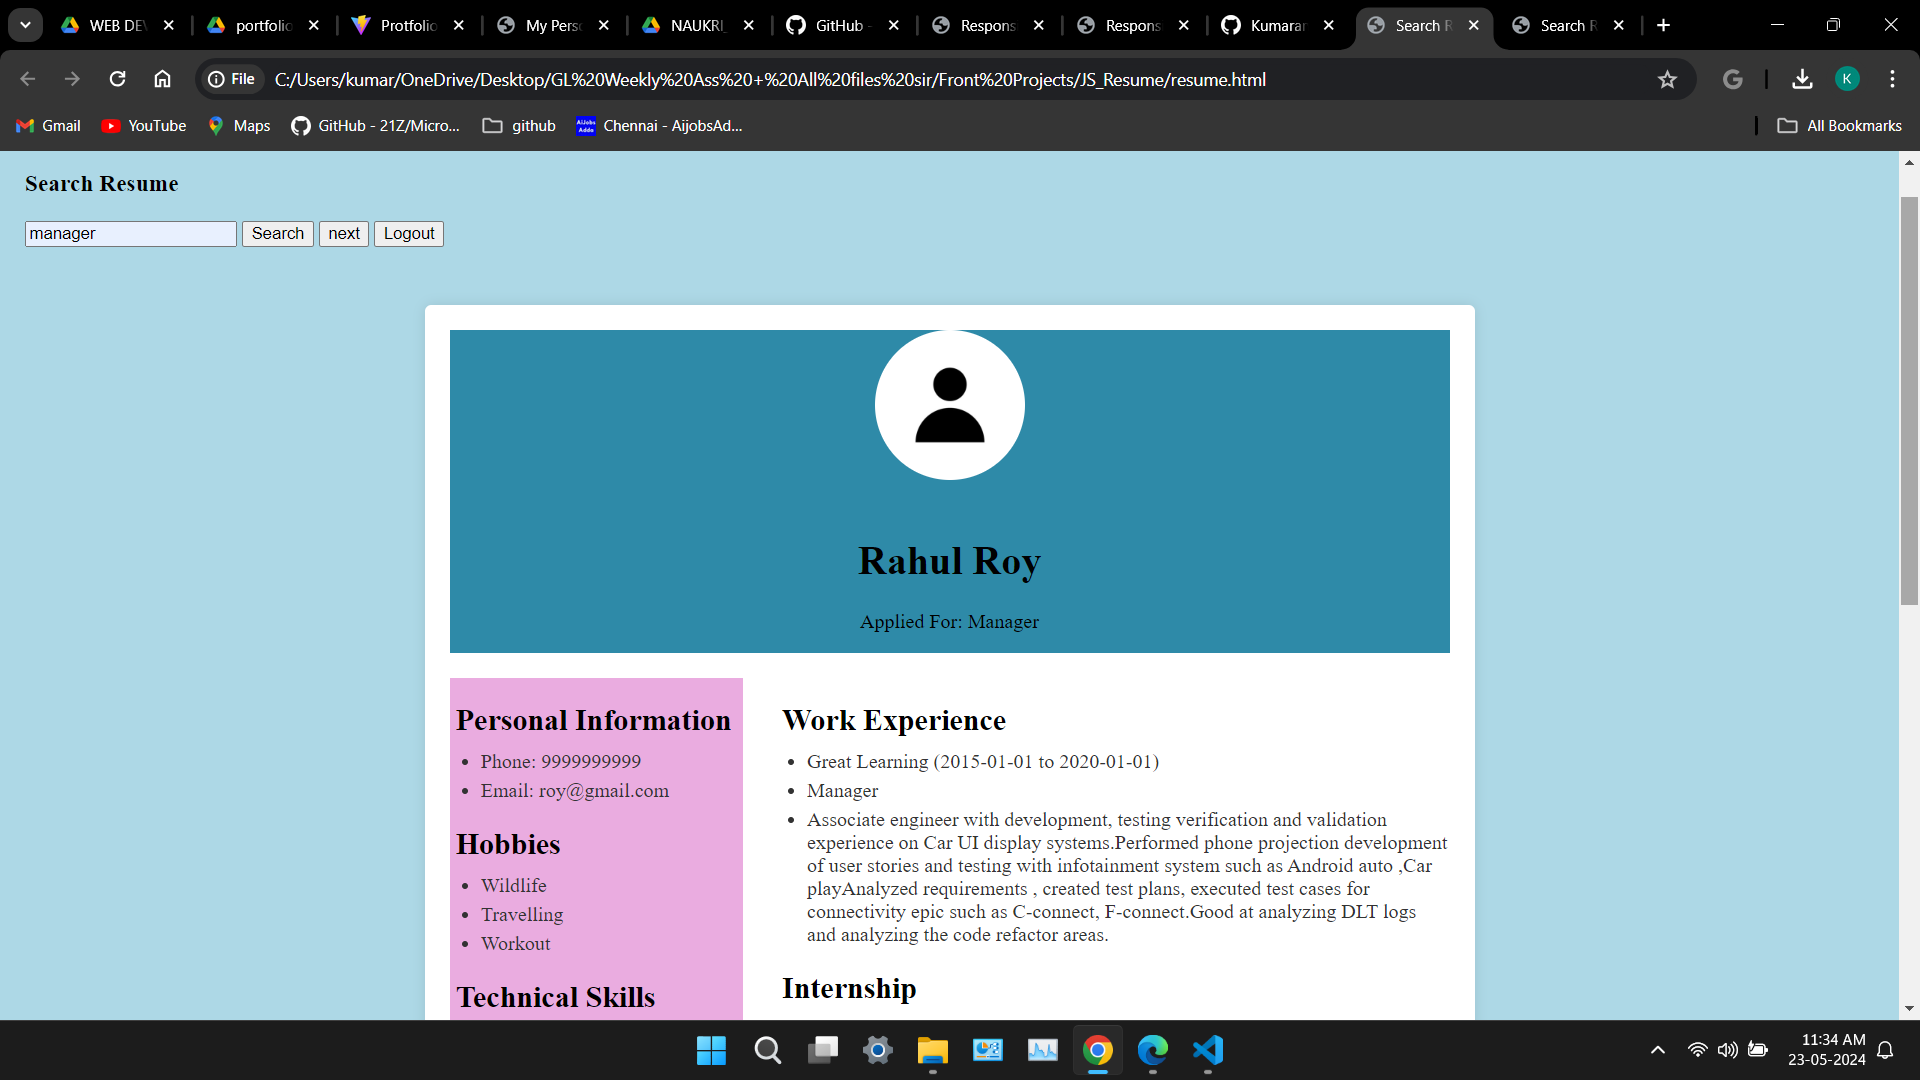 WEB DE
portfolio
Protfolio
My Pers
NAUKRI_
GitHub -
Respons
Respons
Kumarar
Search R
Search R
File
C:/Users/kumar/OneDrive/Desktop/GL%20Weekly%20Ass%20+%20All%20files%20sir/Front%20Projects/JS_Resume/resume.html
G
K
Gmail
YouTube
Maps
GitHub - 21Z/Micro...
github
AiJobs Adda
Chennai - AijobsAd...
All Bookmarks
Search Resume
manager
Search
next
Logout
Rahul Roy
Applied For: Manager
Personal Information
Phone: 9999999999
Email: roy@gmail.com
Hobbies
Wildlife
Travelling
Workout
Technical Skills
Work Experience
Great Learning (2015-01-01 to 2020-01-01)
Manager
Associate engineer with development, testing verification and validation
experience on Car UI display systems.Performed phone projection development
of user stories and testing with infotainment system such as Android auto ,Car
playAnalyzed requirements , created test plans, executed test cases for
connectivity epic such as C-connect, F-connect.Good at analyzing DLT logs
and analyzing the code refactor areas.
Internship
11:34 AM
23-05-2024